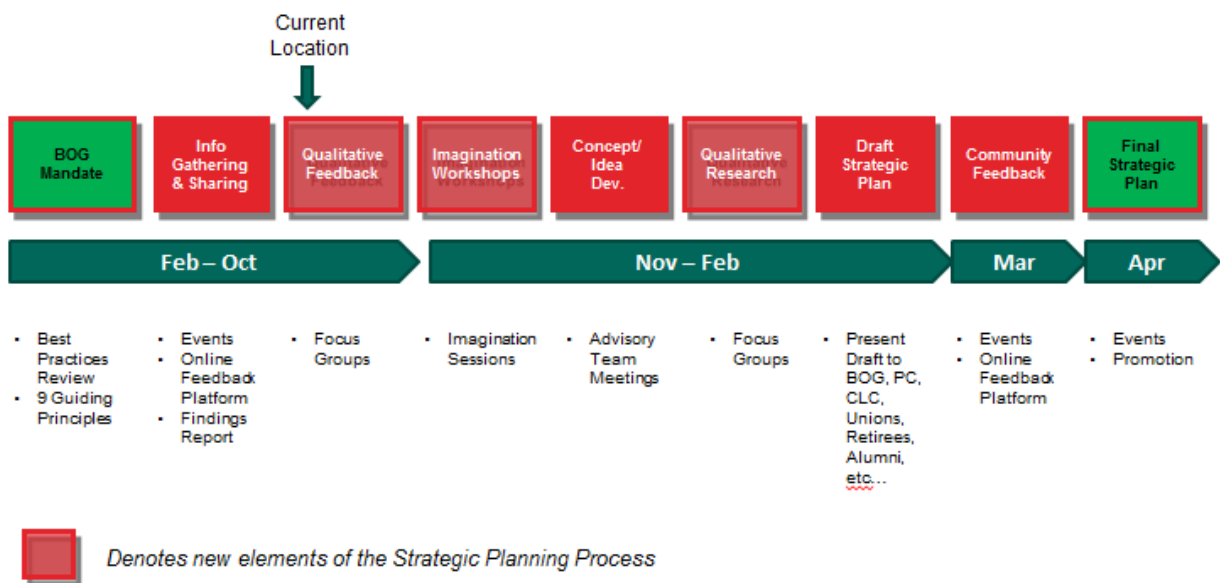 Current
Location
BOG
Mandate
Info
Gathering
& Sharing
Qualitative
Feedback
Imagination
Workshops
Concept/
Idea
Dev.
Qualitative
Research
Draft
Strategic
Plan
Community
Feedback
Final
Strategic
Plan
Feb – Oct
Nov – Feb
Mar
Apr
• Best
Practices
Review
• 9 Guiding
Principles
• Events
• Online
Feedback
Platform
• Findings
Report
• Focus
Groups
• Imagination
Sessions
• Advisory
Team
Meetings
• Focus
Groups
• Present
Draft to
BOG, PC,
CLC,
Unions,
Retirees,
Alumni,
etc…
• Events
• Online
Feedback
Platform
• Events
• Promotion
Denotes new elements of the Strategic Planning Process